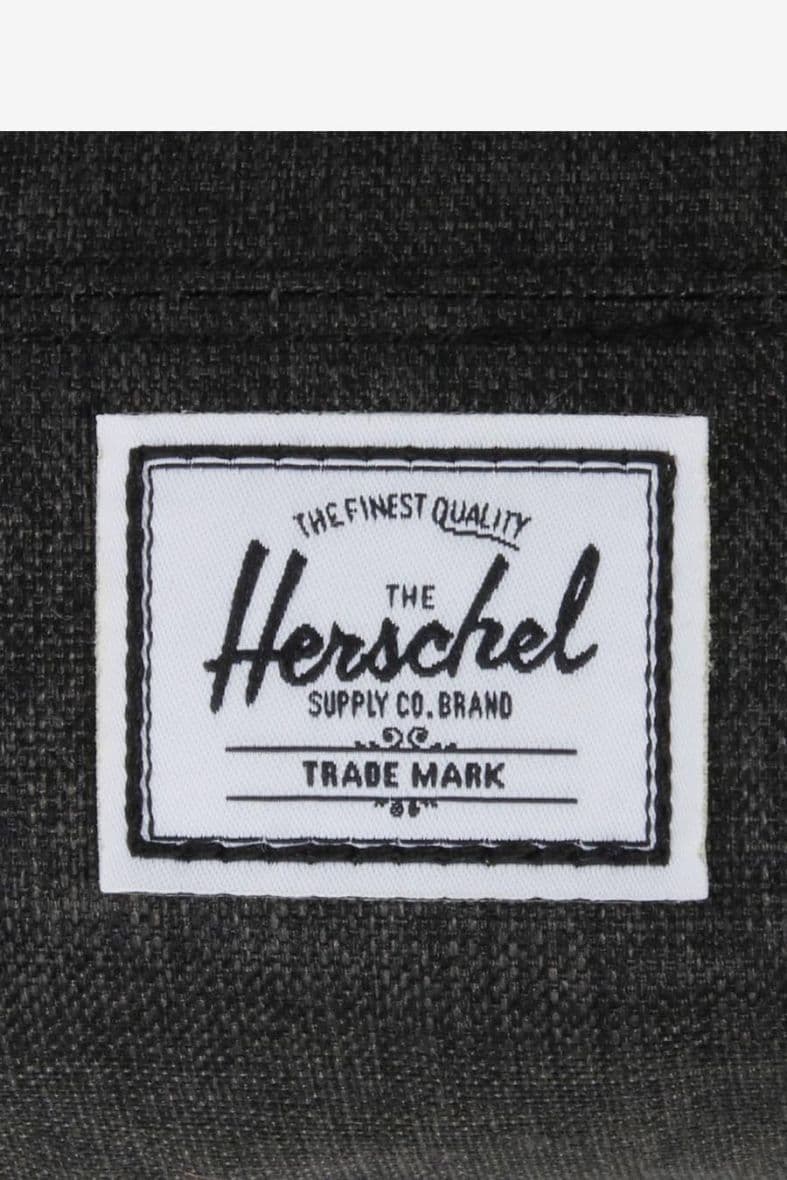 THE FINEST QUALITY
THE
Herschel
SUPPLY CO. BRAND
TRADE MARK